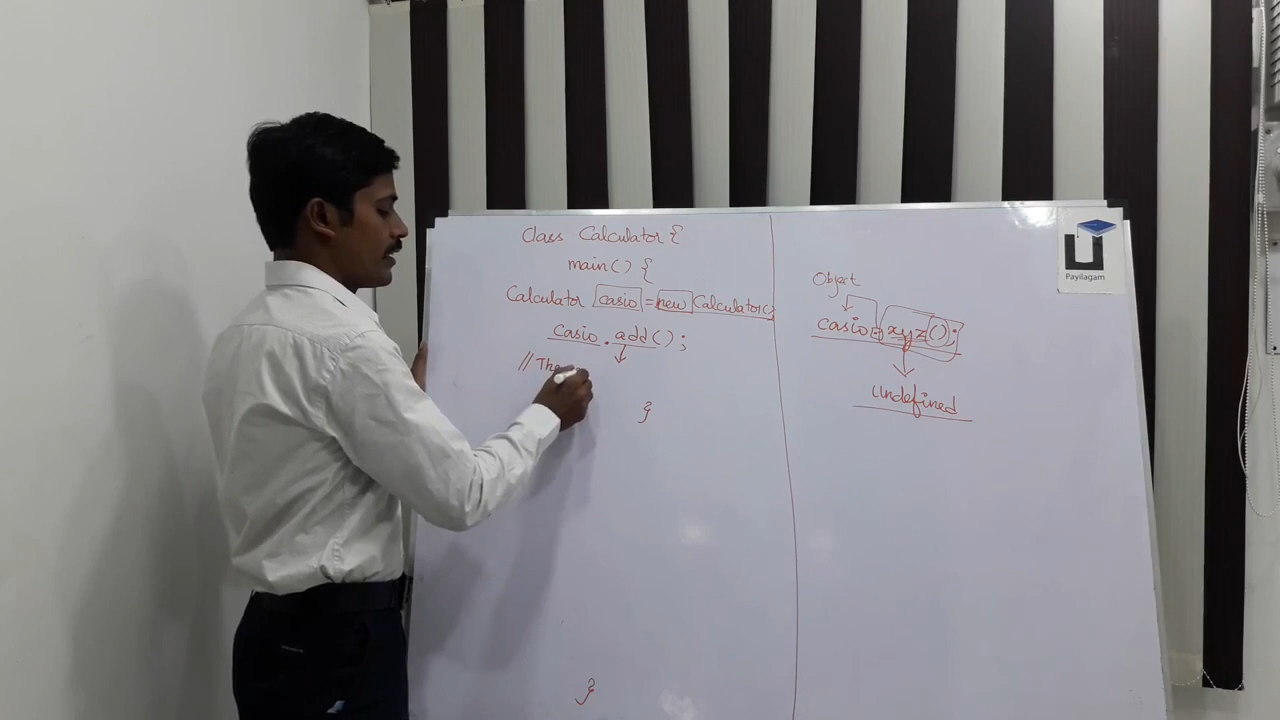 Class Calculator {
main() {
Calculator casio = new Calculator()
casio.add();
// The
}
}
Object
casio.xyz();
undefined
Payilagam